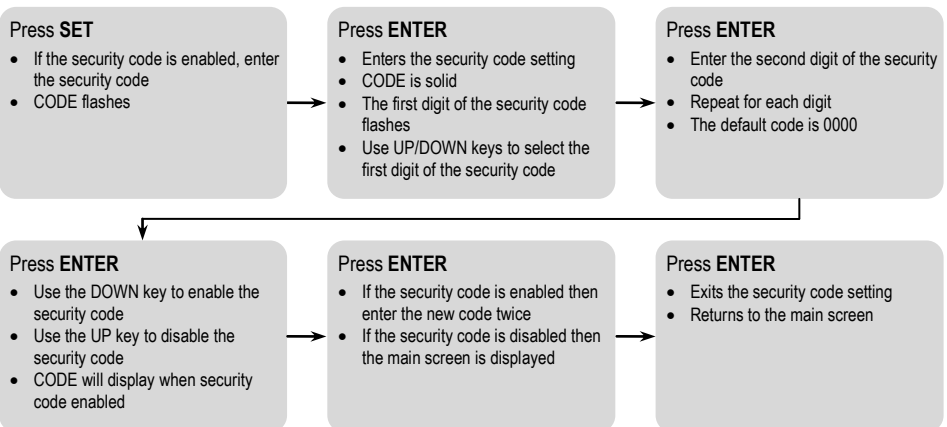 Press SET
• If the security code is enabled, enter
the security code
• CODE flashes
Press ENTER
• Enters the security code setting
• CODE is solid
• The first digit of the security code
flashes
• Use UP/DOWN keys to select the
first digit of the security code
Press ENTER
• Enter the second digit of the security
code
• Repeat for each digit
• The default code is 0000
Press ENTER
• Use the DOWN key to enable the
security code
• Use the UP key to disable the
security code
• CODE will display when security
code enabled
Press ENTER
• If the security code is enabled then
enter the new code twice
• If the security code is disabled then
the main screen is displayed
Press ENTER
• Exits the security code setting
• Returns to the main screen